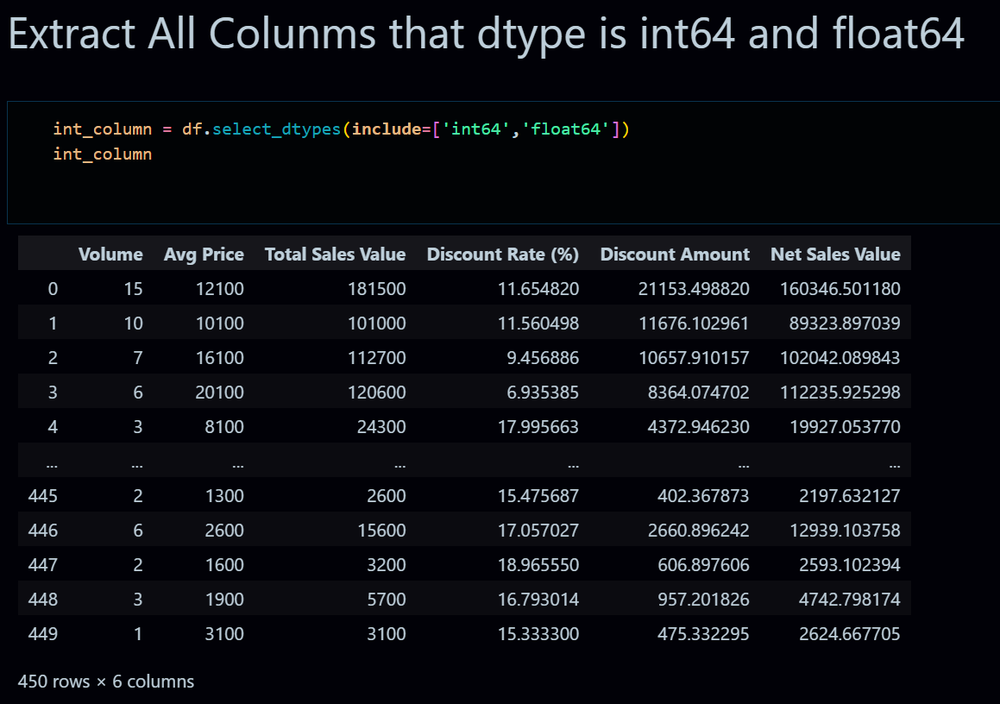 Extract All Colunms that dtype is int64 and float64
int_column = df.select_dtypes(include=['int64','float64'])
int_column
Volume Avg Price Total Sales Value Discount Rate (%) Discount Amount Net Sales Value
0 15 12100 181500 11.654820 21153.498820 160346.501180
1 10 10100 101000 11.560498 11676.102961 89323.897039
2 7 16100 112700 9.456886 10657.910157 102042.089843
3 6 20100 120600 6.935385 8364.074702 112235.925298
4 3 8100 24300 17.995663 4372.946230 19927.053770
... ... ... ... ... ... ...
445 2 1300 2600 15.475687 402.367873 2197.632127
446 6 2600 15600 17.057027 2660.896242 12939.103758
447 2 1600 3200 18.965550 606.897606 2593.102394
448 3 1900 5700 16.793014 957.201826 4742.798174
449 1 3100 3100 15.333300 475.332295 2624.667705
450 rows × 6 columns